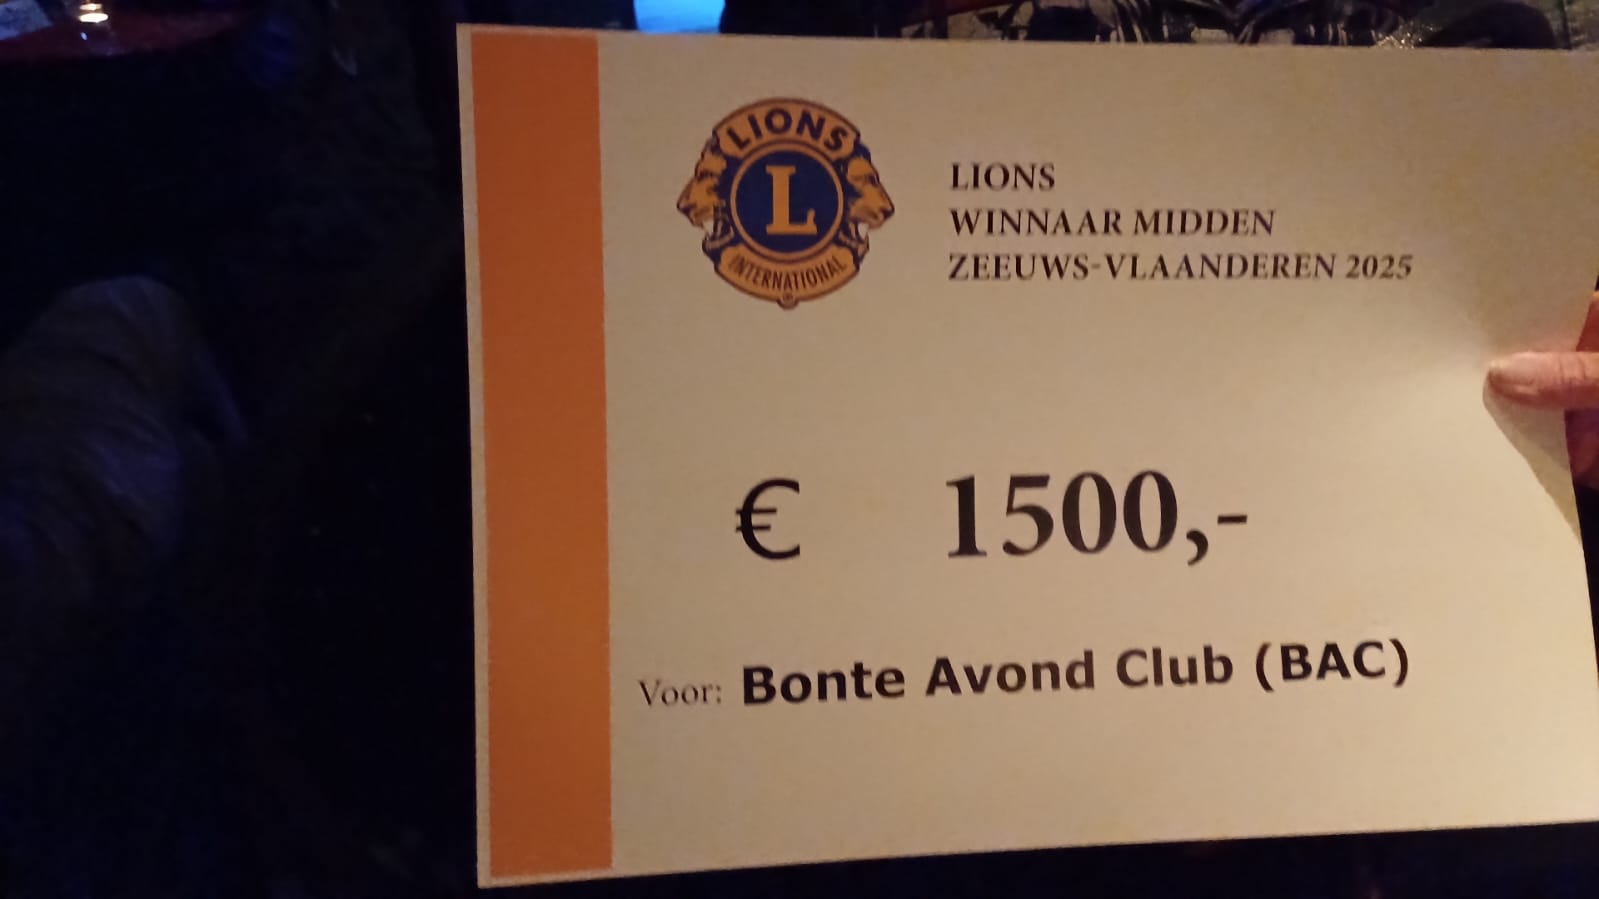 LIONS
L
INTERNATIONAL
LIONS
WINNAAR MIDDEN
ZEEUWS-VLAANDEREN 2025
€ 1500,-
Voor: Bonte Avond Club (BAC)